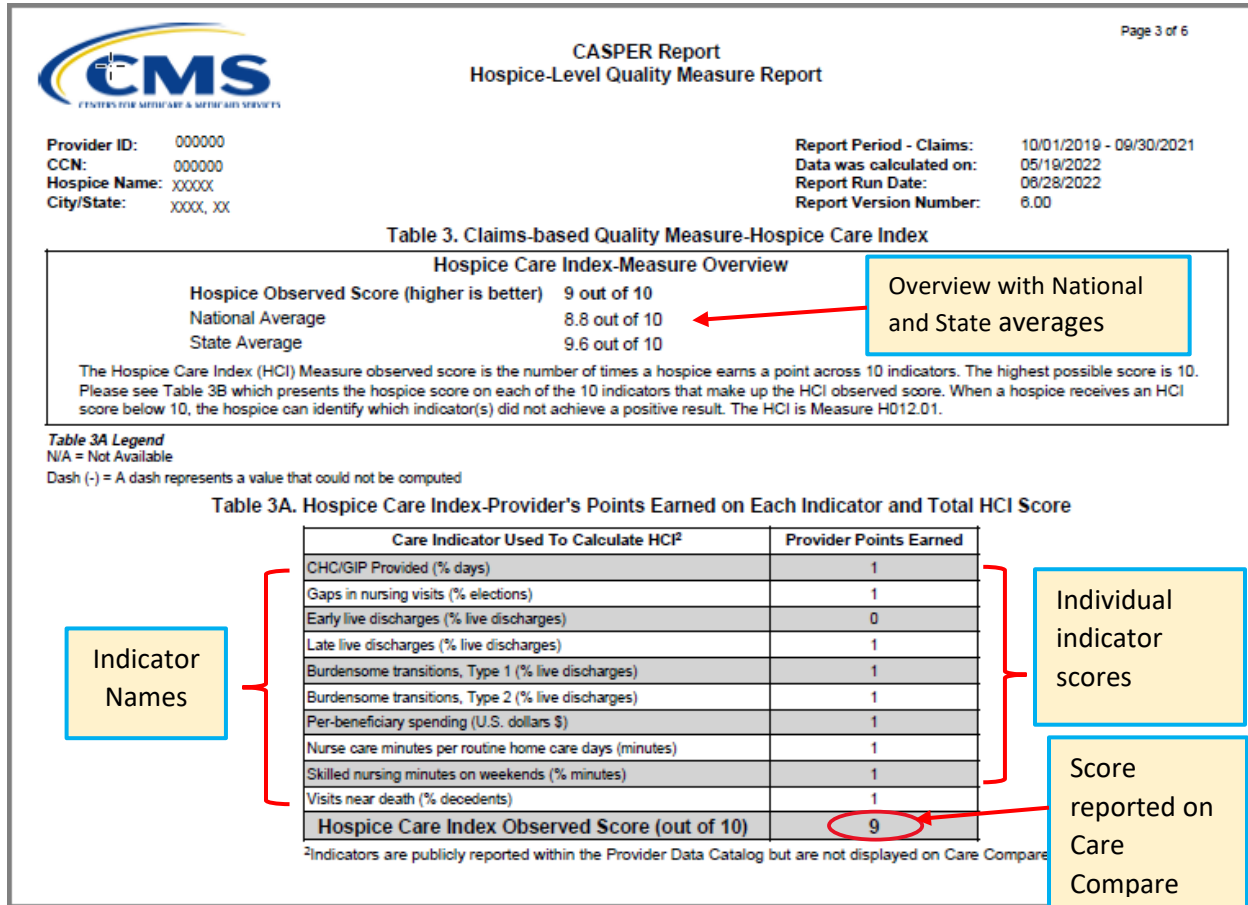 Page 3 of 6
CMS
CENTERS FOR MEDICARE & MEDICAID SERVICES
CASPER Report
Hospice-Level Quality Measure Report
Provider ID: 000000
CCN: 000000
Hospice Name: XXXXX
City/State: XXXX, XX
Report Period - Claims: 10/01/2019 - 09/30/2021
Data was calculated on: 05/19/2022
Report Run Date: 06/28/2022
Report Version Number: 6.00
Table 3. Claims-based Quality Measure-Hospice Care Index
Hospice Care Index-Measure Overview
Hospice Observed Score (higher is better) 9 out of 10
National Average 8.8 out of 10
State Average 9.6 out of 10
Overview with National
and State averages
The Hospice Care Index (HCI) Measure observed score is the number of times a hospice earns a point across 10 indicators. The highest possible score is 10.
Please see Table 3B which presents the hospice score on each of the 10 indicators that make up the HCI observed score. When a hospice receives an HCI
score below 10, the hospice can identify which indicator(s) did not achieve a positive result. The HCI is Measure H012.01.
Table 3A Legend
N/A = Not Available
Dash (-) = A dash represents a value that could not be computed
Table 3A. Hospice Care Index-Provider's Points Earned on Each Indicator and Total HCI Score
Care Indicator Used To Calculate HCI² Provider Points Earned
CHC/GIP Provided (% days) 1
Gaps in nursing visits (% elections) 1
Early live discharges (% live discharges) 0
Late live discharges (% live discharges) 1
Burdensome transitions, Type 1 (% live discharges) 1
Burdensome transitions, Type 2 (% live discharges) 1
Per-beneficiary spending (U.S. dollars $) 1
Nurse care minutes per routine home care days (minutes) 1
Skilled nursing minutes on weekends (% minutes) 1
Visits near death (% decedents) 1
Hospice Care Index Observed Score (out of 10) 9
²Indicators are publicly reported within the Provider Data Catalog but are not displayed on Care Compare
Indicator
Names
Individual
indicator
scores
Score
reported on
Care
Compare